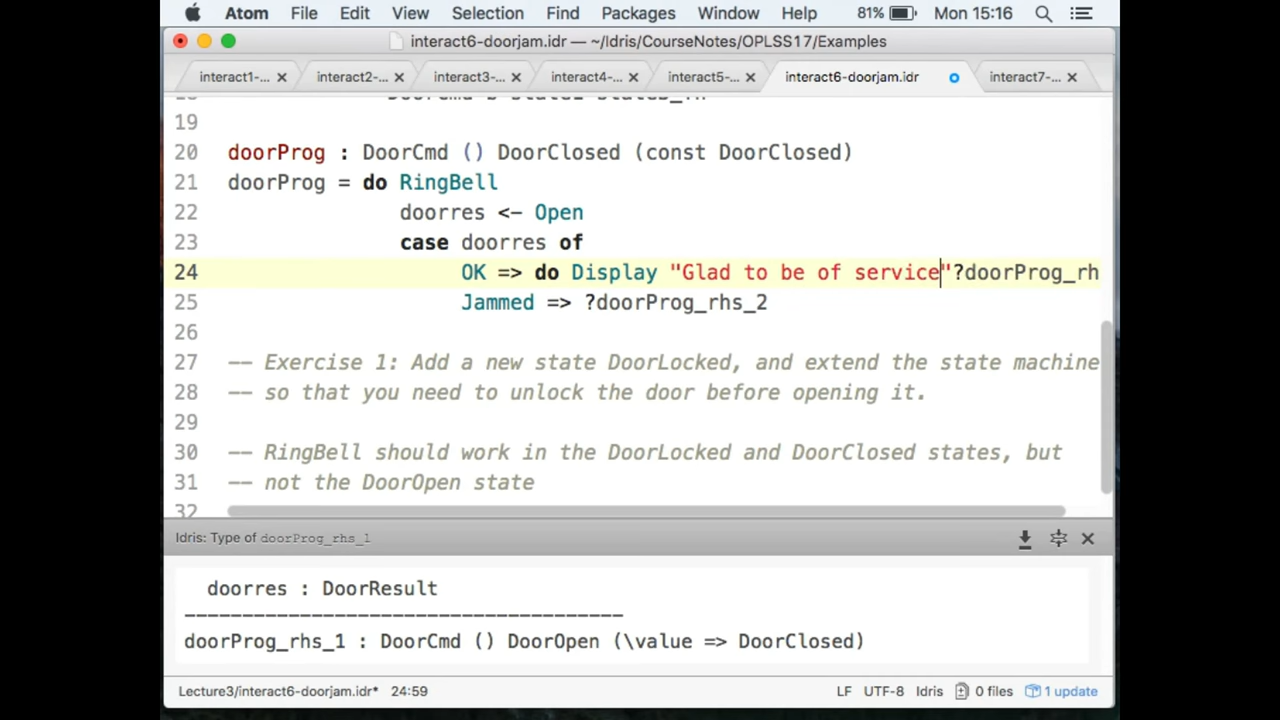 Atom File Edit View Selection Find Packages Window Help 81% Mon 15:16
interact6-doorjam.idr — ~/Idris/CourseNotes/OPLSS17/Examples
interact1-... interact2-... interact3-... interact4-... interact5-... interact6-doorjam.idr interact7-...
19
20 doorProg : DoorCmd () DoorClosed (const DoorClosed)
21 doorProg = do RingBell
22 doorres <- Open
23 case doorres of
24 OK => do Display "Glad to be of service"?doorProg_rh
25 Jammed => ?doorProg_rhs_2
26
27 -- Exercise 1: Add a new state DoorLocked, and extend the state machine
28 -- so that you need to unlock the door before opening it.
29
30 -- RingBell should work in the DoorLocked and DoorClosed states, but
31 -- not the DoorOpen state
32
Idris: Type of doorProg_rhs_1
doorres : DoorResult
--------------------------------------
doorProg_rhs_1 : DoorCmd () DoorOpen (\value => DoorClosed)
Lecture3/interact6-doorjam.idr* 24:59 LF UTF-8 Idris 0 files 1 update